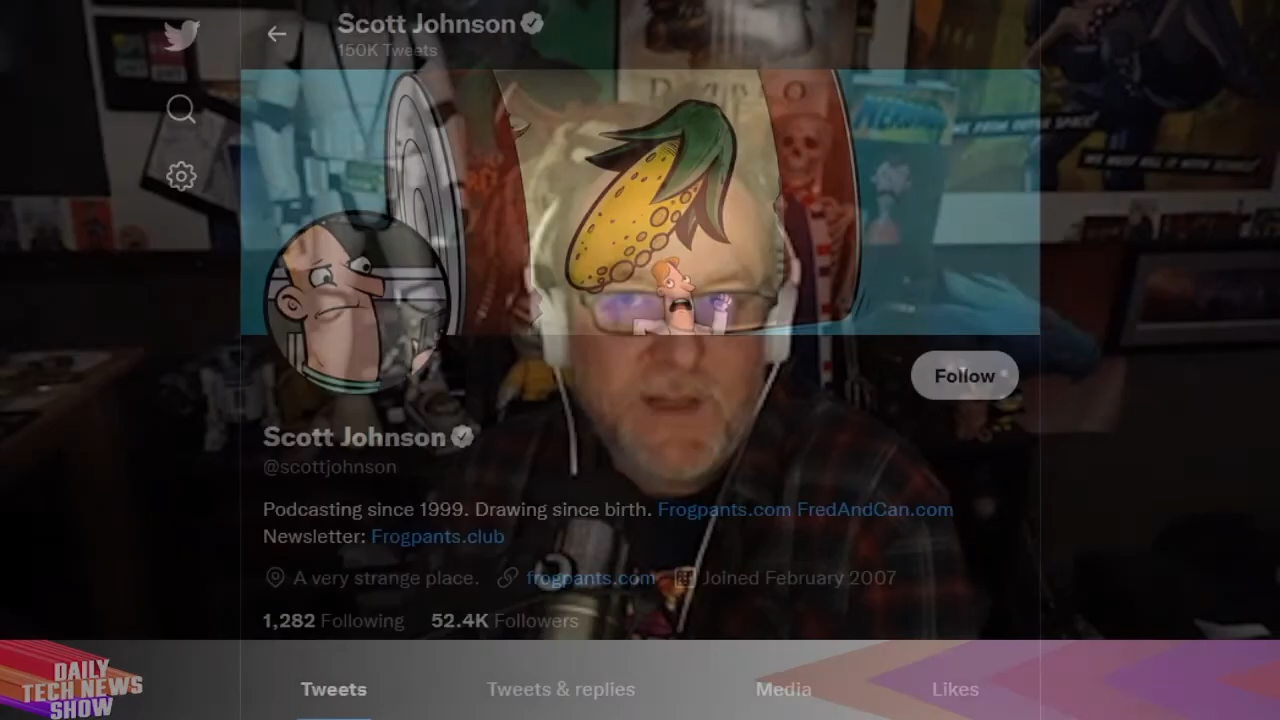 Scott Johnson
150K Tweets
Follow
Scott Johnson
@scottjohnson
Podcasting since 1999. Drawing since birth. Frogpants.com FredAndCan.com
Newsletter: Frogpants.club
A very strange place. frogpants.com Joined February 2007
1,282 Following 52.4K Followers
DAILY
TECH NEWS
SHOW
Tweets Tweets & replies Media Likes